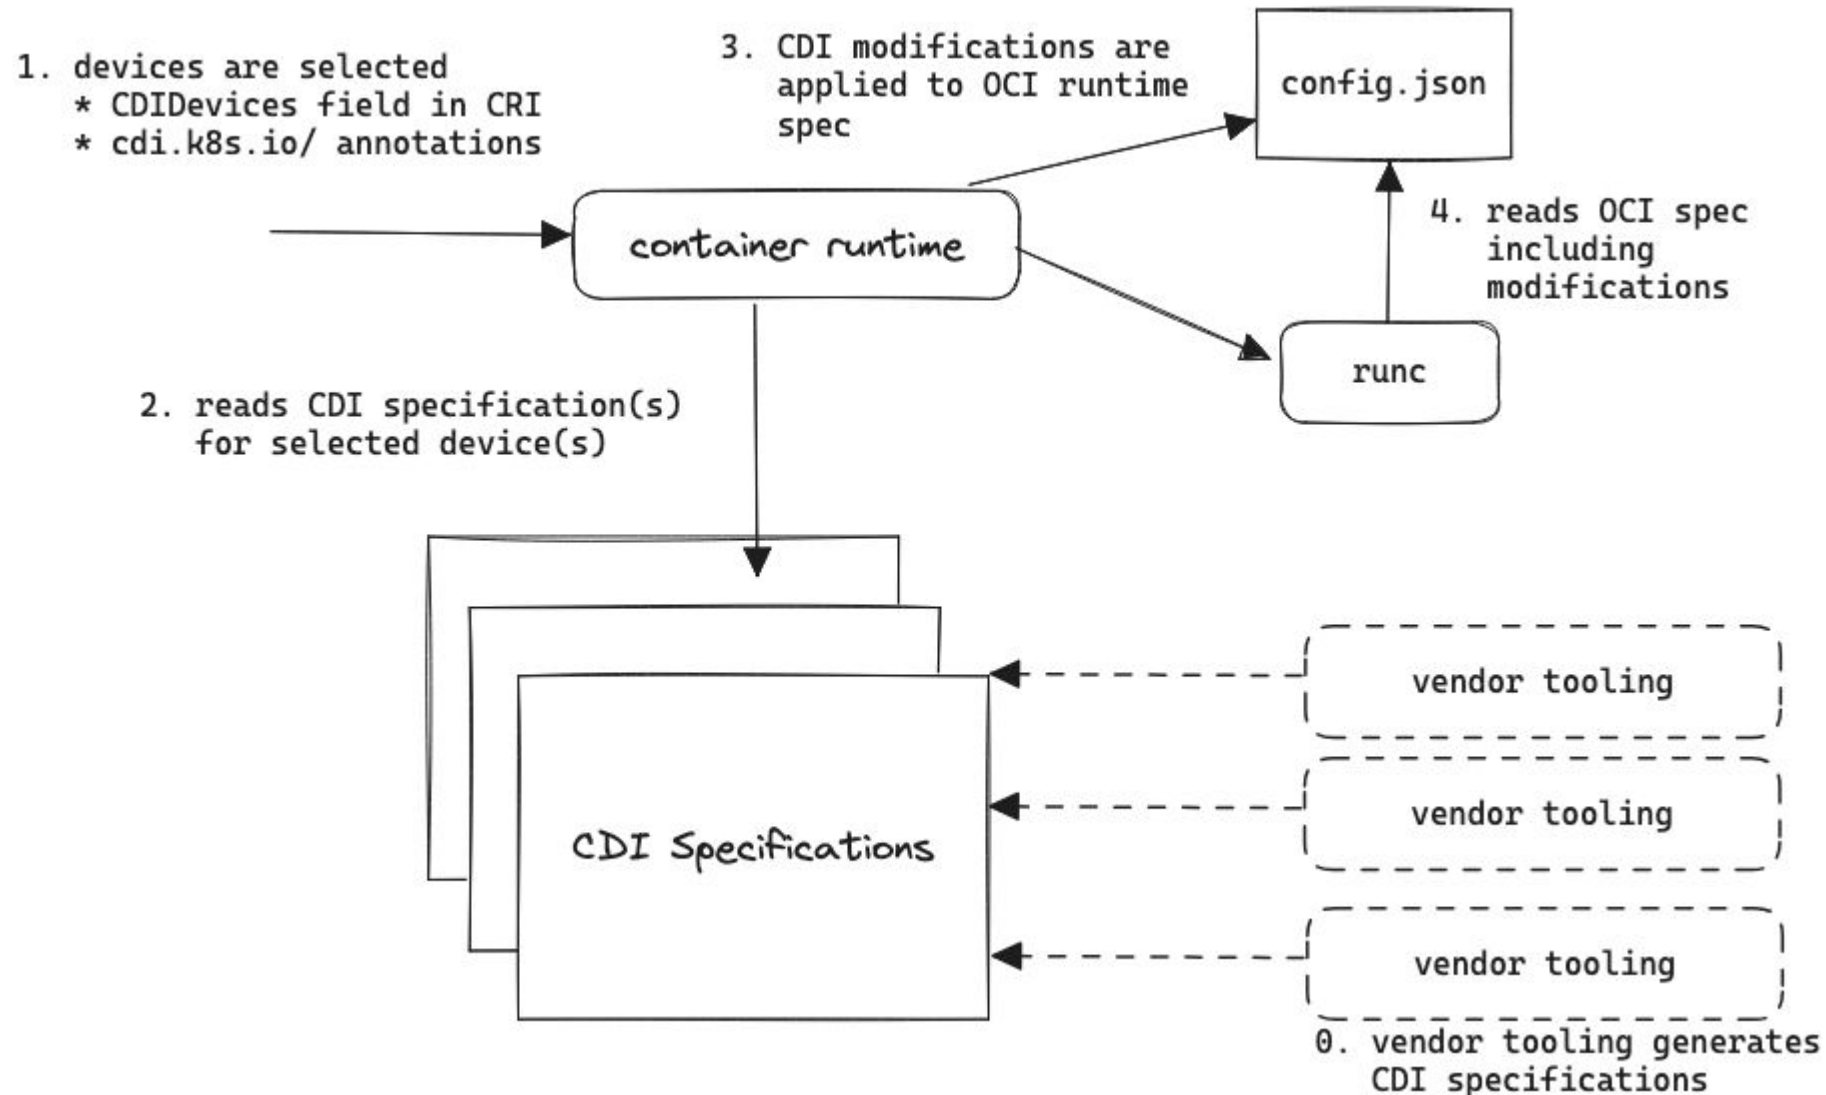 1. devices are selected
* CDIDevices field in CRI
* cdi.k8s.io/ annotations
3. CDI modifications are
applied to OCI runtime
spec
config.json
container runtime
4. reads OCI spec
including
modifications
runc
2. reads CDI specification(s)
for selected device(s)
CDI Specifications
vendor tooling
vendor tooling
vendor tooling
0. vendor tooling generates
CDI specifications